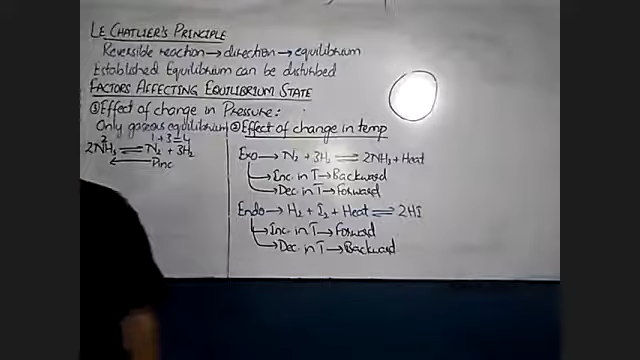 LE CHATLIER'S PRINCIPLE
Reversible reaction → direction → equilibrium
Established Equilibrium can be disturbed
FACTORS AFFECTING EQUILIBRIUM STATE
① Effect of change in Pressure:
Only gaseous equilibrium
2 1 + 3 = 4
2NH₃ ⇌ N₂ + 3H₂
← P inc
② Effect of change in temp
Exo → N₂ + 3H₂ ⇌ 2NH₃ + Heat
→ Inc. in T → Backward
→ Dec. in T → Forward
Endo → H₂ + I₂ + Heat ⇌ 2HI
→ Inc. in T → Forward
→ Dec. in T → Backward